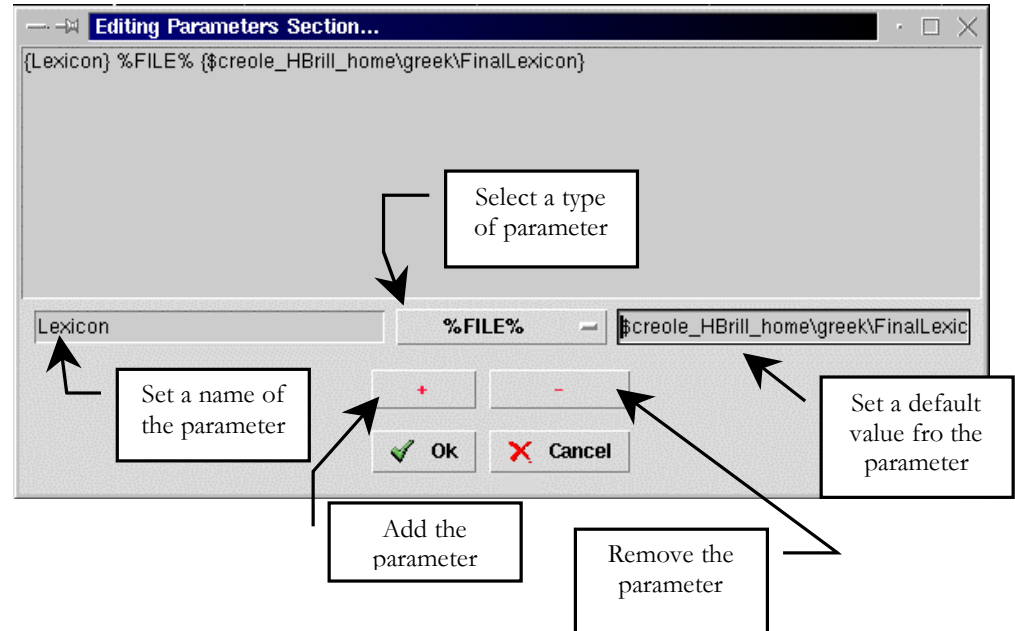 Editing Parameters Section...
{Lexicon} %FILE% {$creole_HBrill_home\greek\FinalLexicon}
Select a type
of parameter
Lexicon
%FILE%
$creole_HBrill_home\greek\FinalLexic
Set a name of
the parameter
+
-
Set a default
value fro the
parameter
Ok
Cancel
Add the
parameter
Remove the
parameter